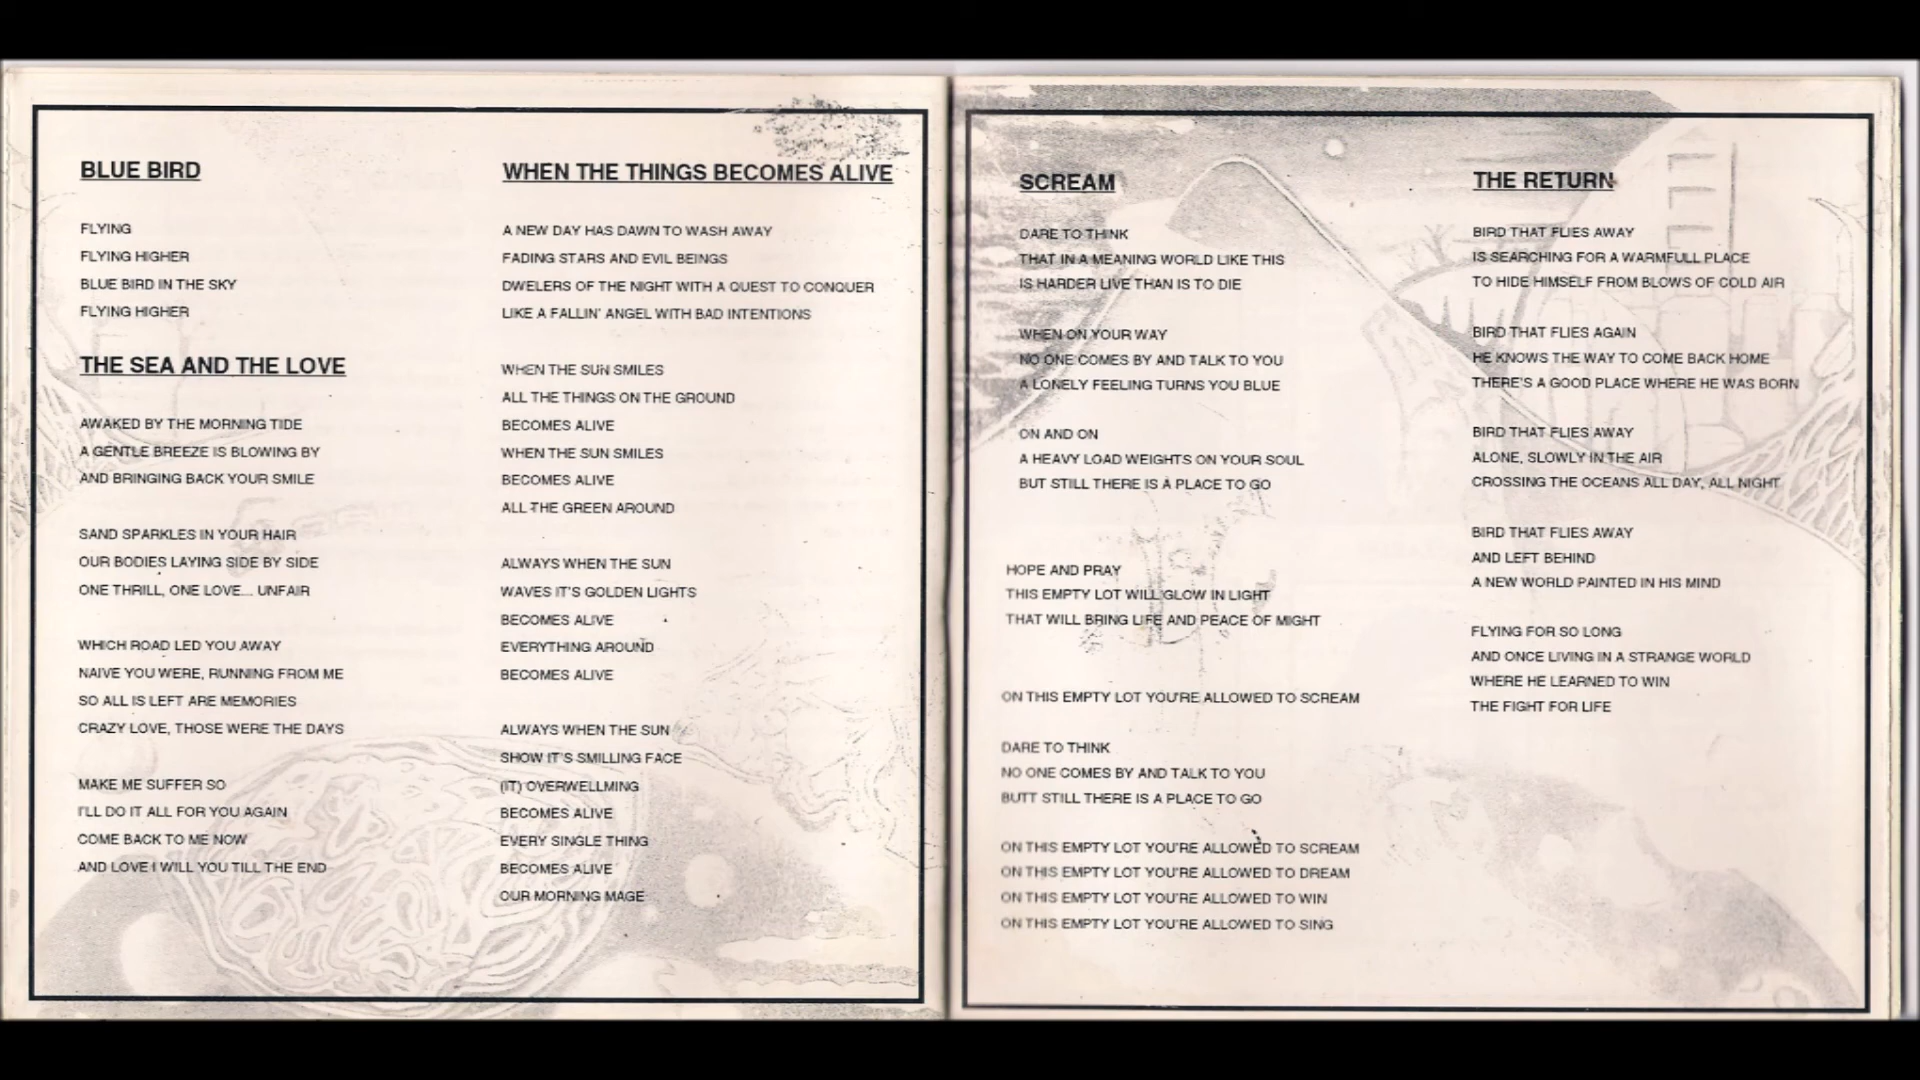 BLUE BIRD
FLYING
FLYING HIGHER
BLUE BIRD IN THE SKY
FLYING HIGHER
THE SEA AND THE LOVE
AWAKED BY THE MORNING TIDE
A GENTLE BREEZE IS BLOWING BY
AND BRINGING BACK YOUR SMILE
SAND SPARKLES IN YOUR HAIR
OUR BODIES LAYING SIDE BY SIDE
ONE THRILL, ONE LOVE... UNFAIR
WHICH ROAD LED YOU AWAY
NAIVE YOU WERE, RUNNING FROM ME
SO ALL IS LEFT ARE MEMORIES
CRAZY LOVE, THOSE WERE THE DAYS
MAKE ME SUFFER SO
I'LL DO IT ALL FOR YOU AGAIN
COME BACK TO ME NOW
AND LOVE I WILL YOU TILL THE END
WHEN THE THINGS BECOMES ALIVE
A NEW DAY HAS DAWN TO WASH AWAY
FADING STARS AND EVIL BEINGS
DWELERS OF THE NIGHT WITH A QUEST TO CONQUER
LIKE A FALLIN' ANGEL WITH BAD INTENTIONS
WHEN THE SUN SMILES
ALL THE THINGS ON THE GROUND
BECOMES ALIVE
WHEN THE SUN SMILES
BECOMES ALIVE
ALL THE GREEN AROUND
ALWAYS WHEN THE SUN
WAVES IT'S GOLDEN LIGHTS
BECOMES ALIVE
EVERYTHING AROUND
BECOMES ALIVE
ALWAYS WHEN THE SUN
SHOW IT'S SMILLING FACE
(IT) OVERWELLMING
BECOMES ALIVE
EVERY SINGLE THING
BECOMES ALIVE
OUR MORNING MAGE
SCREAM
DARE TO THINK
THAT IN A MEANING WORLD LIKE THIS
IS HARDER LIVE THAN IS TO DIE
WHEN ON YOUR WAY
NO ONE COMES BY AND TALK TO YOU
A LONELY FEELING TURNS YOU BLUE
ON AND ON
A HEAVY LOAD WEIGHTS ON YOUR SOUL
BUT STILL THERE IS A PLACE TO GO
HOPE AND PRAY
THIS EMPTY LOT WILL GLOW IN LIGHT
THAT WILL BRING LIFE AND PEACE OF MIGHT
ON THIS EMPTY LOT YOU'RE ALLOWED TO SCREAM
DARE TO THINK
NO ONE COMES BY AND TALK TO YOU
BUTT STILL THERE IS A PLACE TO GO
ON THIS EMPTY LOT YOU'RE ALLOWED TO SCREAM
ON THIS EMPTY LOT YOU'RE ALLOWED TO DREAM
ON THIS EMPTY LOT YOU'RE ALLOWED TO WIN
ON THIS EMPTY LOT YOU'RE ALLOWED TO SING
THE RETURN
BIRD THAT FLIES AWAY
IS SEARCHING FOR A WARMFULL PLACE
TO HIDE HIMSELF FROM BLOWS OF COLD AIR
BIRD THAT FLIES AGAIN
HE KNOWS THE WAY TO COME BACK HOME
THERE'S A GOOD PLACE WHERE HE WAS BORN
BIRD THAT FLIES AWAY
ALONE, SLOWLY IN THE AIR
CROSSING THE OCEANS ALL DAY, ALL NIGHT
BIRD THAT FLIES AWAY
AND LEFT BEHIND
A NEW WORLD PAINTED IN HIS MIND
FLYING FOR SO LONG
AND ONCE LIVING IN A STRANGE WORLD
WHERE HE LEARNED TO WIN
THE FIGHT FOR LIFE